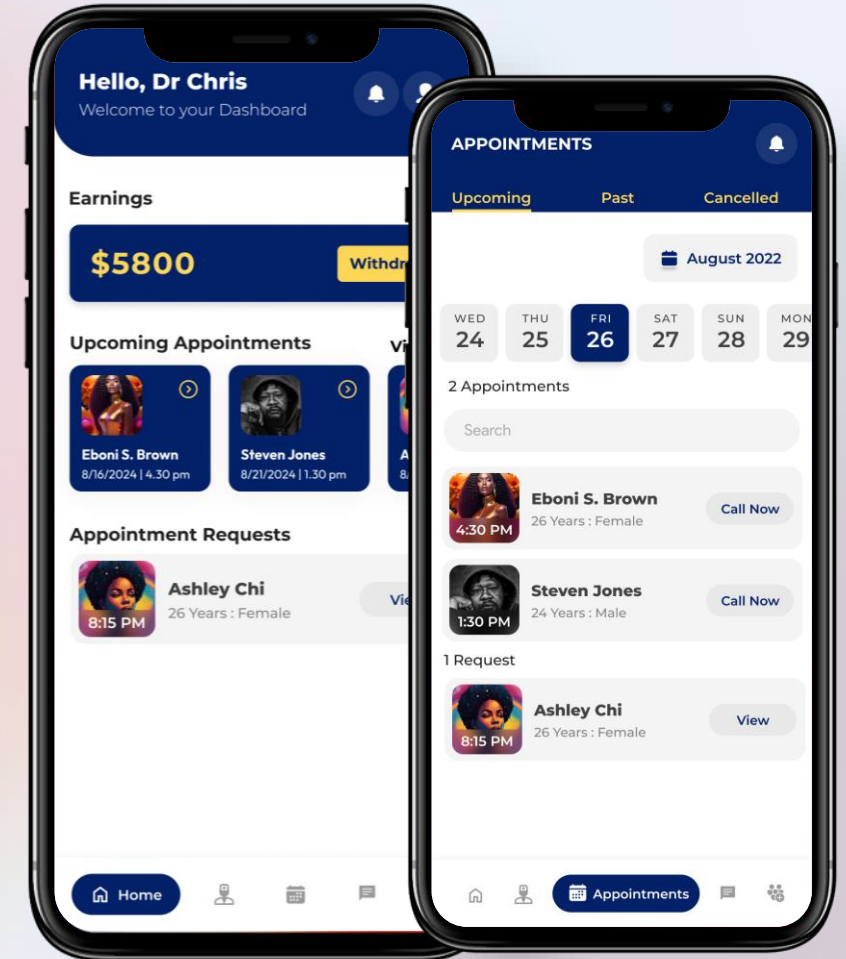 Hello, Dr Chris
Welcome to your Dashboard
Earnings
$5800
Upcoming Appointments
Eboni S. Brown
8/16/2024 | 4.30 pm
Steven Jones
8/21/2024 | 1.30 pm
Appointment Requests
Ashley Chi
26 Years : Female
8:15 PM
Home
APPOINTMENTS
Upcoming Past Cancelled
August 2022
WED THU FRI SAT SUN MON
24 25 26 27 28 29
2 Appointments
Search
Eboni S. Brown
26 Years : Female
4:30 PM
Call Now
Steven Jones
24 Years : Male
1:30 PM
Call Now
1 Request
Ashley Chi
26 Years : Female
8:15 PM
View
Appointments